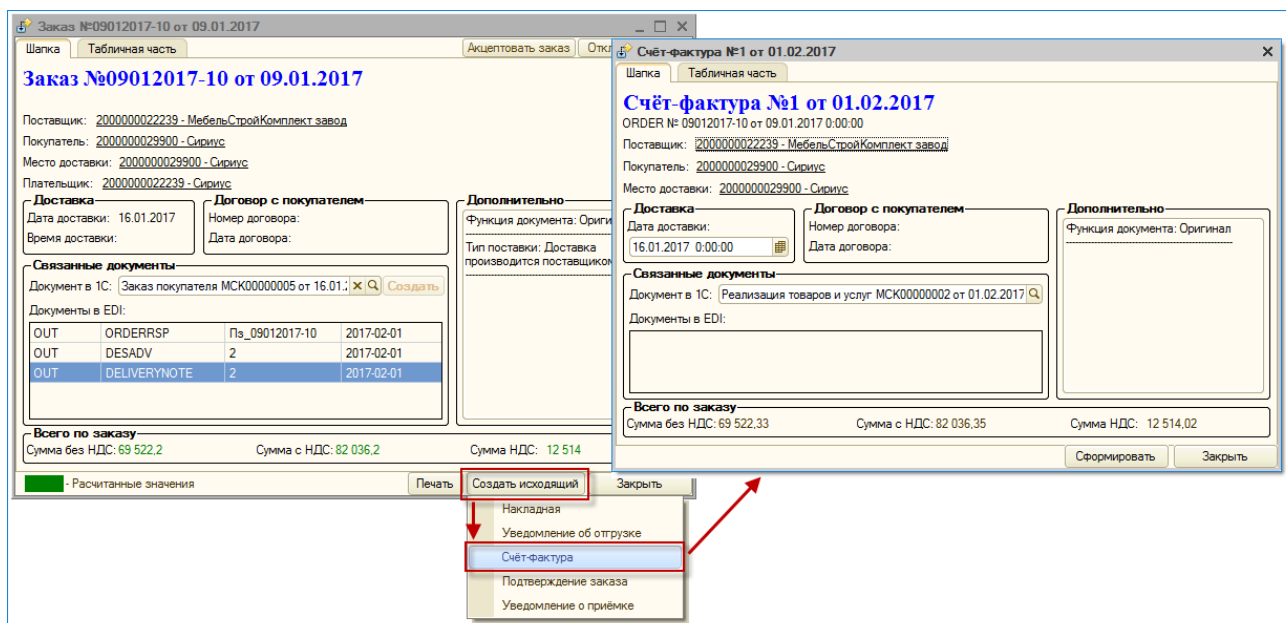 Заказ №09012017-10 от 09.01.2017
Шапка Табличная часть Акцептовать заказ
Заказ №09012017-10 от 09.01.2017
Поставщик: 2000000022239 - МебельСтройКомплект завод
Покупатель: 2000000029900 - Сириус
Место доставки: 2000000029900 - Сириус
Плательщик: 2000000022239 - Сириус
Доставка Договор с покупателем Дополнительно
Дата доставки: 16.01.2017 Номер договора: Функция документа: Ориги
Время доставки: Дата договора: Тип поставки: Доставка
производится поставщиком
Связанные документы
Документ в 1С: Заказ покупателя МСК00000005 от 16.01.: Создать
Документы в EDI:
OUT ORDERRSP Пз_09012017-10 2017-02-01
OUT DESADV 2 2017-02-01
OUT DELIVERYNOTE 2 2017-02-01
Всего по заказу
Сумма без НДС: 69 522,2 Сумма с НДС: 82 036,2 Сумма НДС: 12 514
- Расчитанные значения Печать Создать исходящий Закрыть
Накладная
Уведомление об отгрузке
Счёт-фактура
Подтверждение заказа
Уведомление о приёмке
Счёт-фактура №1 от 01.02.2017
Шапка Табличная часть
Счёт-фактура №1 от 01.02.2017
ORDER № 09012017-10 от 09.01.2017 0:00:00
Поставщик: 2000000022239 - МебельСтройКомплект завод
Покупатель: 2000000029900 - Сириус
Место доставки: 2000000029900 - Сириус
Доставка Договор с покупателем Дополнительно
Дата доставки: Номер договора: Функция документа: Оригинал
16.01.2017 0:00:00 Дата договора:
Связанные документы
Документ в 1С: Реализация товаров и услуг МСК00000002 от 01.02.2017
Документы в EDI:
Всего по заказу
Сумма без НДС: 69 522,33 Сумма с НДС: 82 036,35 Сумма НДС: 12 514,02
Сформировать Закрыть